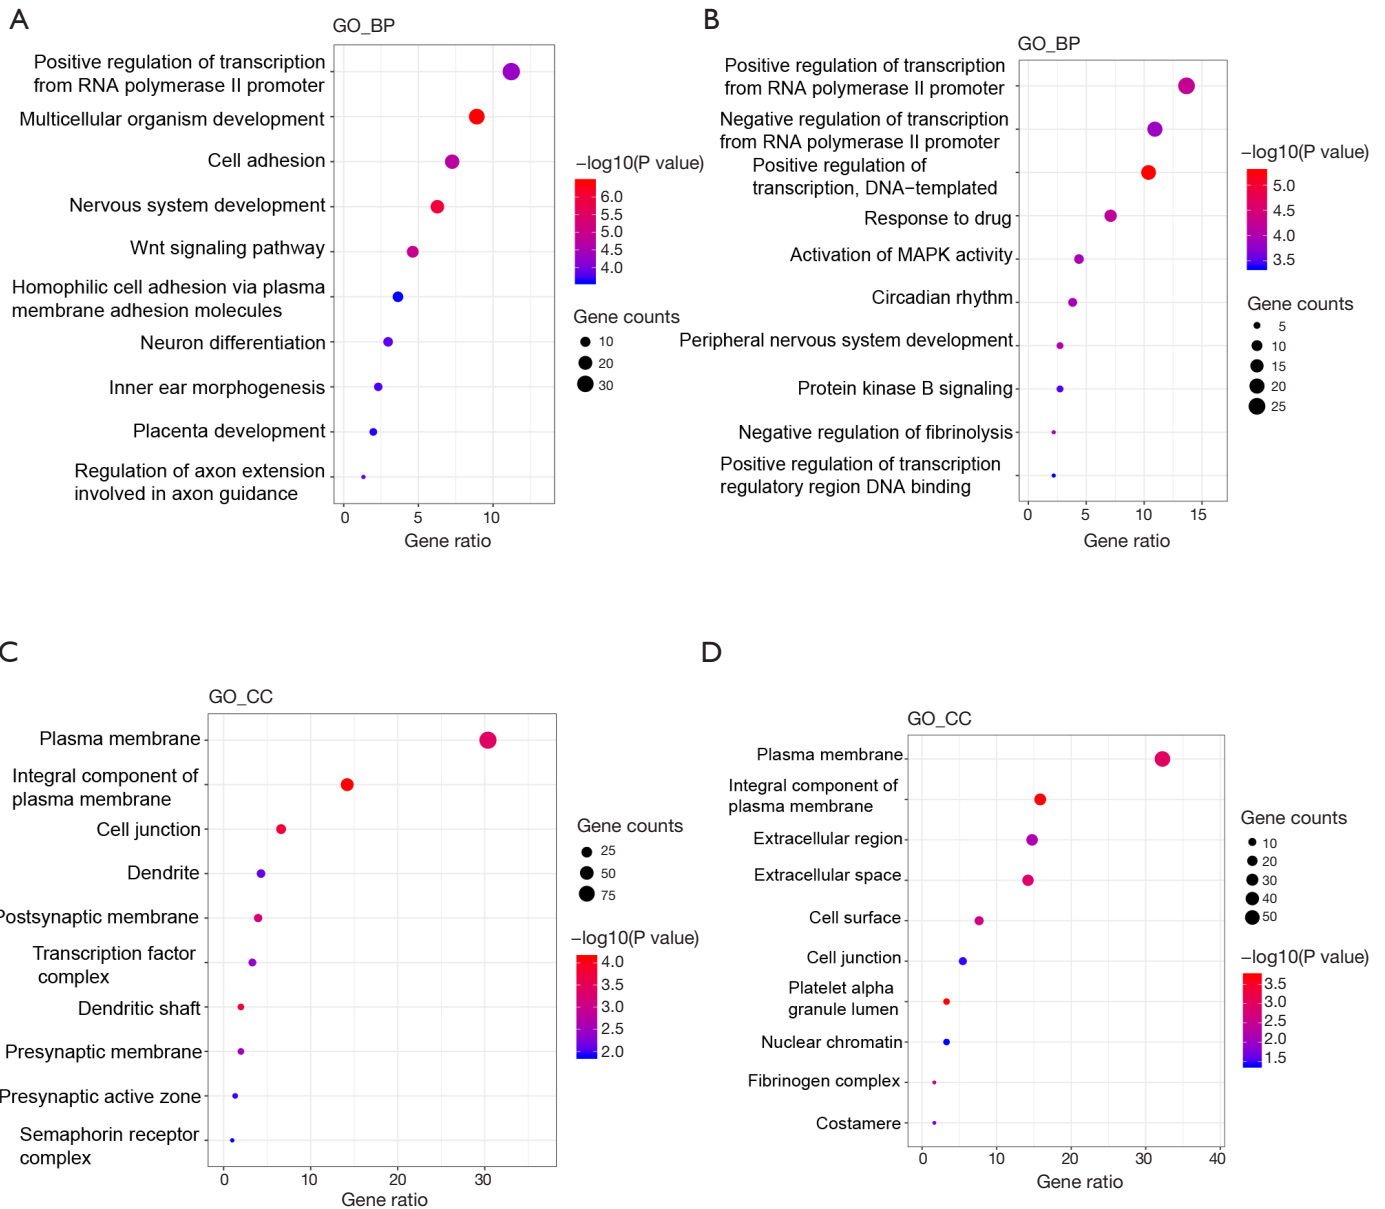 A
GO_BP
Positive regulation of transcription
from RNA polymerase II promoter
Multicellular organism development
Cell adhesion
Nervous system development
Wnt signaling pathway
Homophilic cell adhesion via plasma
membrane adhesion molecules
Neuron differentiation
Inner ear morphogenesis
Placenta development
Regulation of axon extension
involved in axon guidance
0 5 10
Gene ratio
−log10(P value)
6.0
5.5
5.0
4.5
4.0
Gene counts
10
20
30
B
GO_BP
Positive regulation of transcription
from RNA polymerase II promoter
Negative regulation of transcription
from RNA polymerase II promoter
Positive regulation of
transcription, DNA−templated
Response to drug
Activation of MAPK activity
Circadian rhythm
Peripheral nervous system development
Protein kinase B signaling
Negative regulation of fibrinolysis
Positive regulation of transcription
regulatory region DNA binding
0 5 10 15
Gene ratio
−log10(P value)
5.0
4.5
4.0
3.5
Gene counts
5
10
15
20
25
C
GO_CC
Plasma membrane
Integral component of
plasma membrane
Cell junction
Dendrite
Postsynaptic membrane
Transcription factor
complex
Dendritic shaft
Presynaptic membrane
Presynaptic active zone
Semaphorin receptor
complex
0 10 20 30
Gene ratio
Gene counts
25
50
75
−log10(P value)
4.0
3.5
3.0
2.5
2.0
D
GO_CC
Plasma membrane
Integral component of
plasma membrane
Extracellular region
Extracellular space
Cell surface
Cell junction
Platelet alpha
granule lumen
Nuclear chromatin
Fibrinogen complex
Costamere
0 10 20 30 40
Gene ratio
Gene counts
10
20
30
40
50
−log10(P value)
3.5
3.0
2.5
2.0
1.5